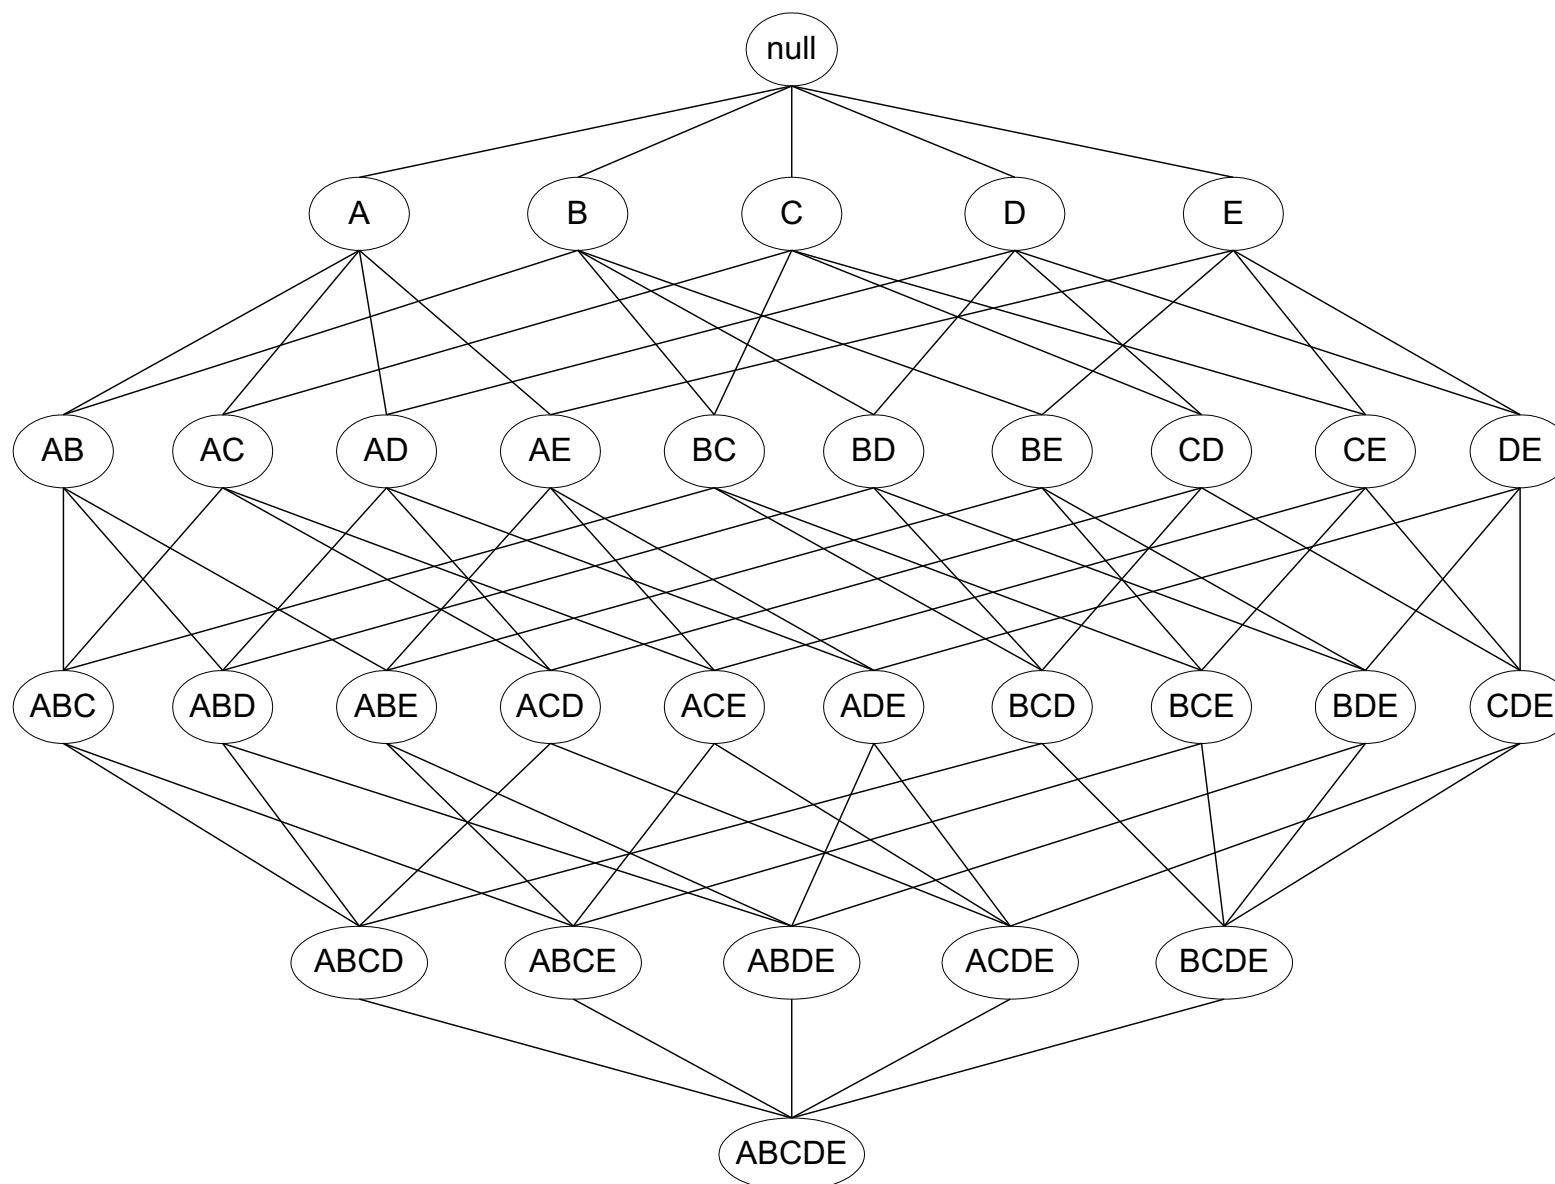 null
A B C D E
AB AC AD AE BC BD BE CD CE DE
ABC ABD ABE ACD ACE ADE BCD BCE BDE CDE
ABCD ABCE ABDE ACDE BCDE
ABCDE